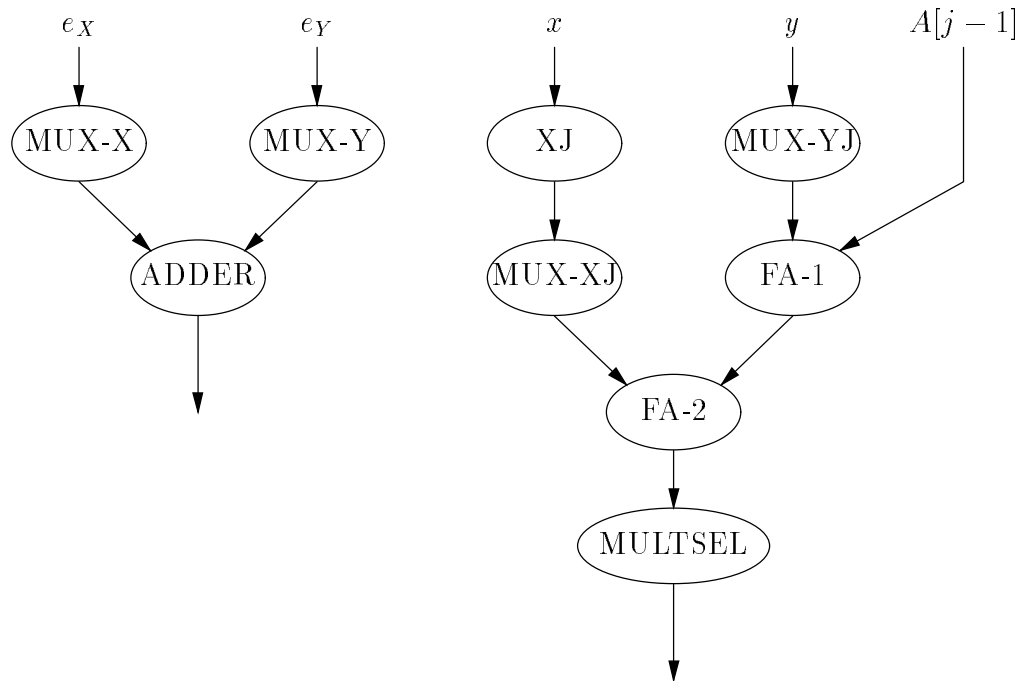 e_X e_Y x y A[j − 1]
MUX-X MUX-Y XJ MUX-YJ
ADDER MUX-XJ FA-1
FA-2
MULTSEL